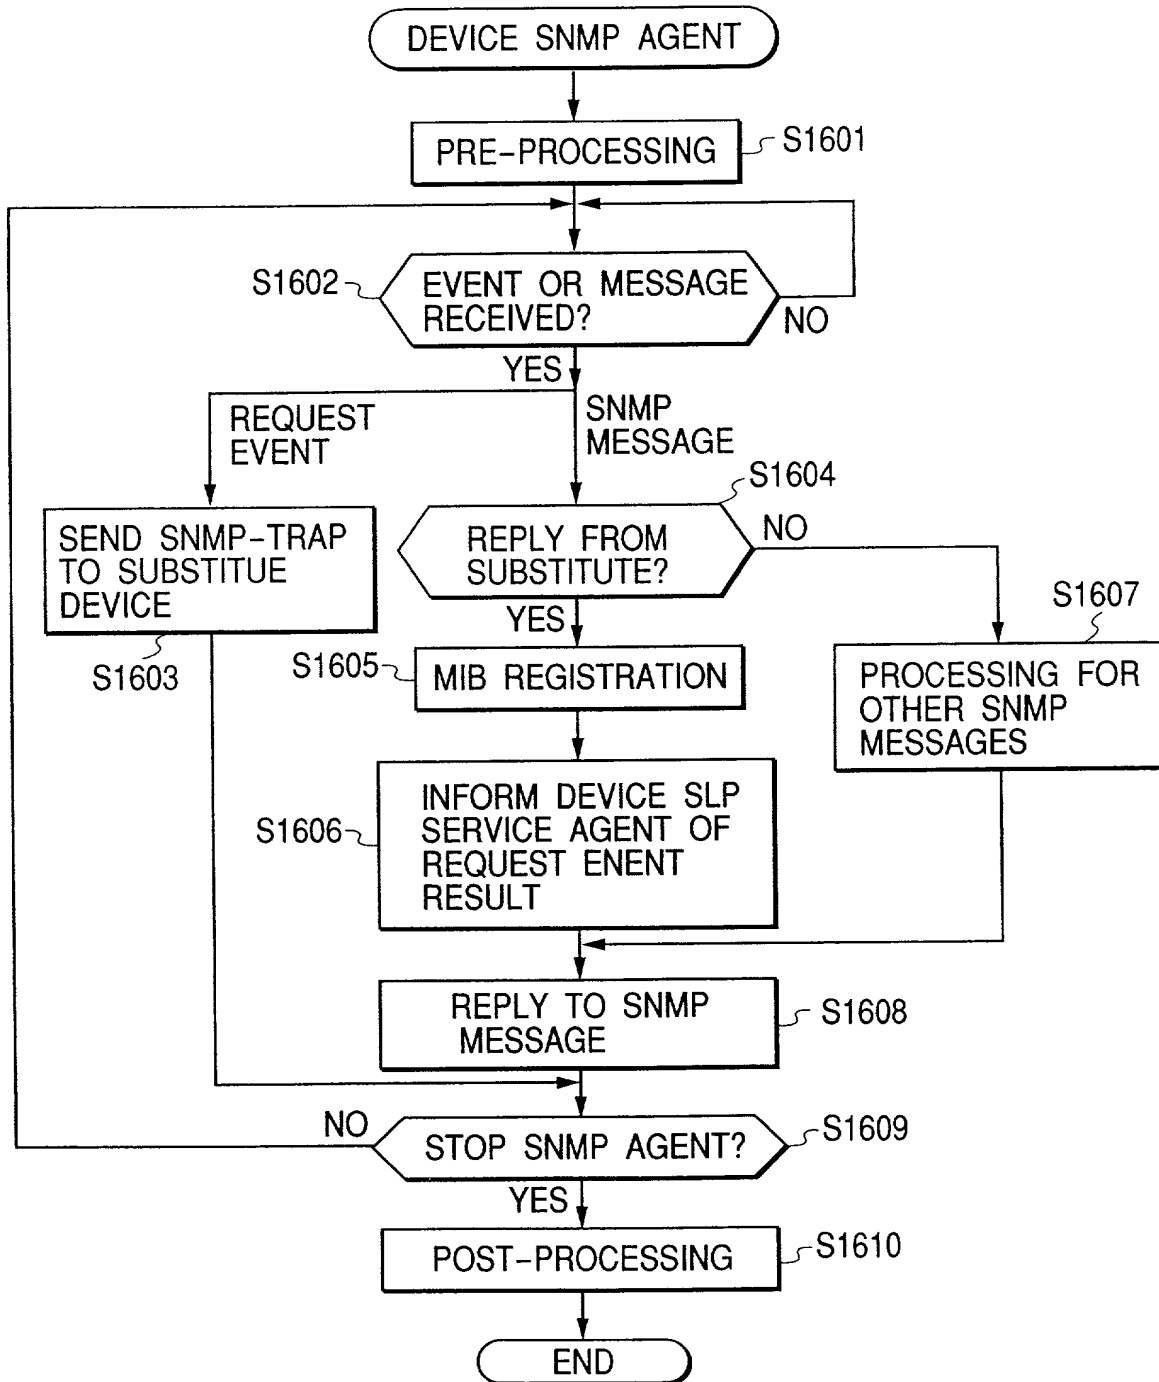 DEVICE SNMP AGENT
PRE-PROCESSING
S1601
S1602
EVENT OR MESSAGE
RECEIVED?
NO
YES
REQUEST
EVENT
SNMP
MESSAGE
S1604
SEND SNMP-TRAP
TO SUBSTITUE
DEVICE
S1603
REPLY FROM
SUBSTITUTE?
NO
YES
S1607
S1605
MIB REGISTRATION
PROCESSING FOR
OTHER SNMP
MESSAGES
S1606
INFORM DEVICE SLP
SERVICE AGENT OF
REQUEST ENENT
RESULT
REPLY TO SNMP
MESSAGE
S1608
NO
STOP SNMP AGENT?
S1609
YES
POST-PROCESSING
S1610
END